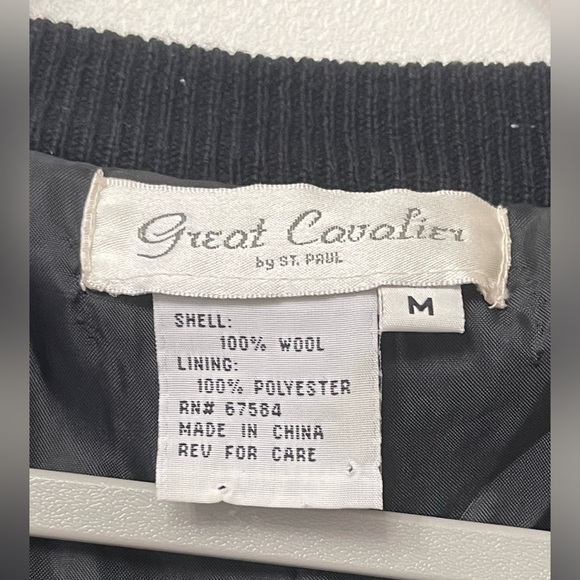 Great Cavalier
by ST. PAUL
M
SHELL:
100% WOOL
LINING:
100% POLYESTER
RN# 67584
MADE IN CHINA
REV FOR CARE